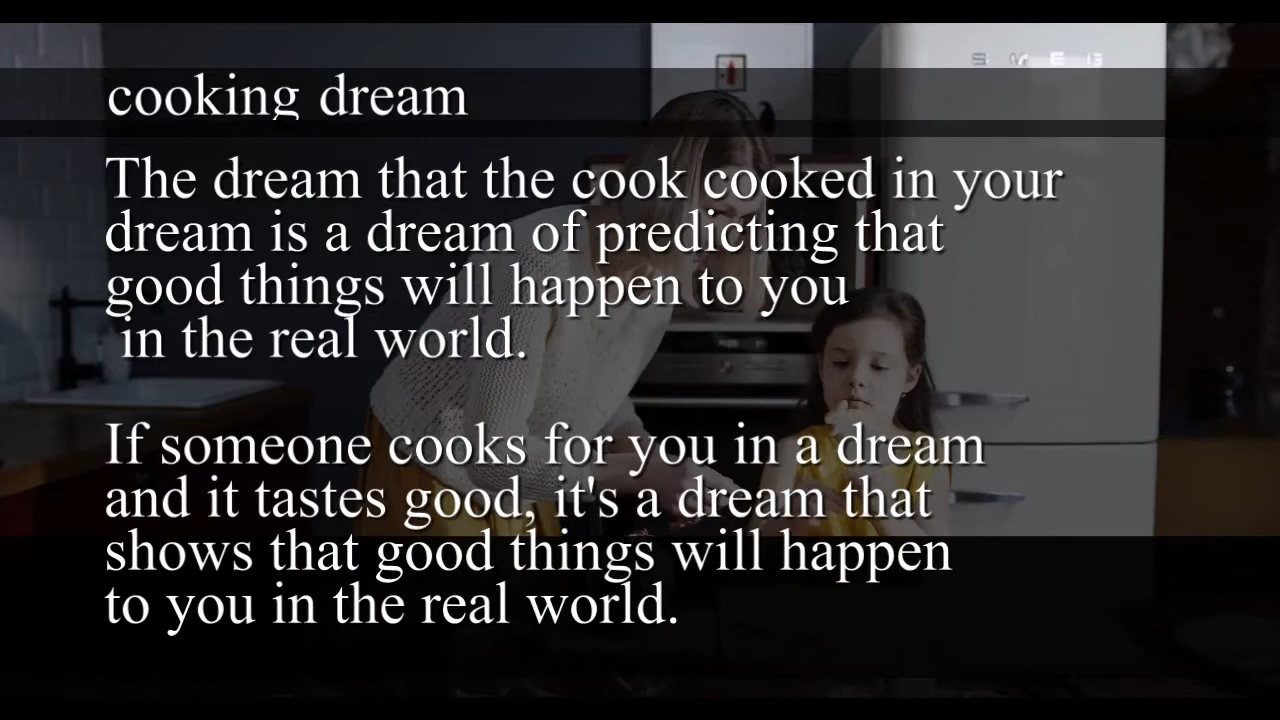 SMEG
cooking dream
The dream that the cook cooked in your
dream is a dream of predicting that
good things will happen to you
in the real world.
If someone cooks for you in a dream
and it tastes good, it's a dream that
shows that good things will happen
to you in the real world.